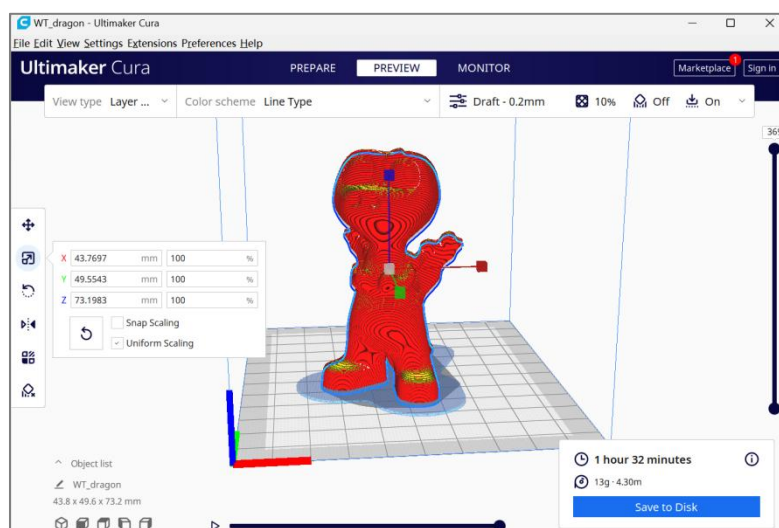 WT_dragon - Ultimaker Cura
File Edit View Settings Extensions Preferences Help
Ultimaker Cura PREPARE PREVIEW MONITOR Marketplace 1 Sign in
View type Layer ... Color scheme Line Type Draft - 0.2mm 10% Off On
X 43.7697 mm 100 %
Y 49.5543 mm 100 %
Z 73.1983 mm 100 %
Snap Scaling
Uniform Scaling
Object list
WT_dragon
43.8 x 49.6 x 73.2 mm
1 hour 32 minutes
13g · 4.30m
Save to Disk